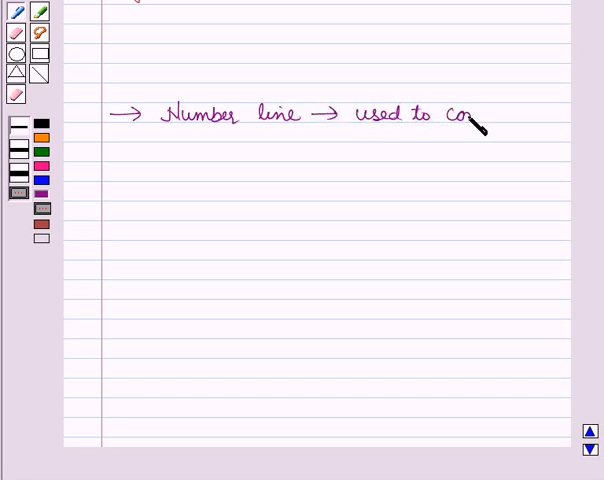 → Number line → used to co